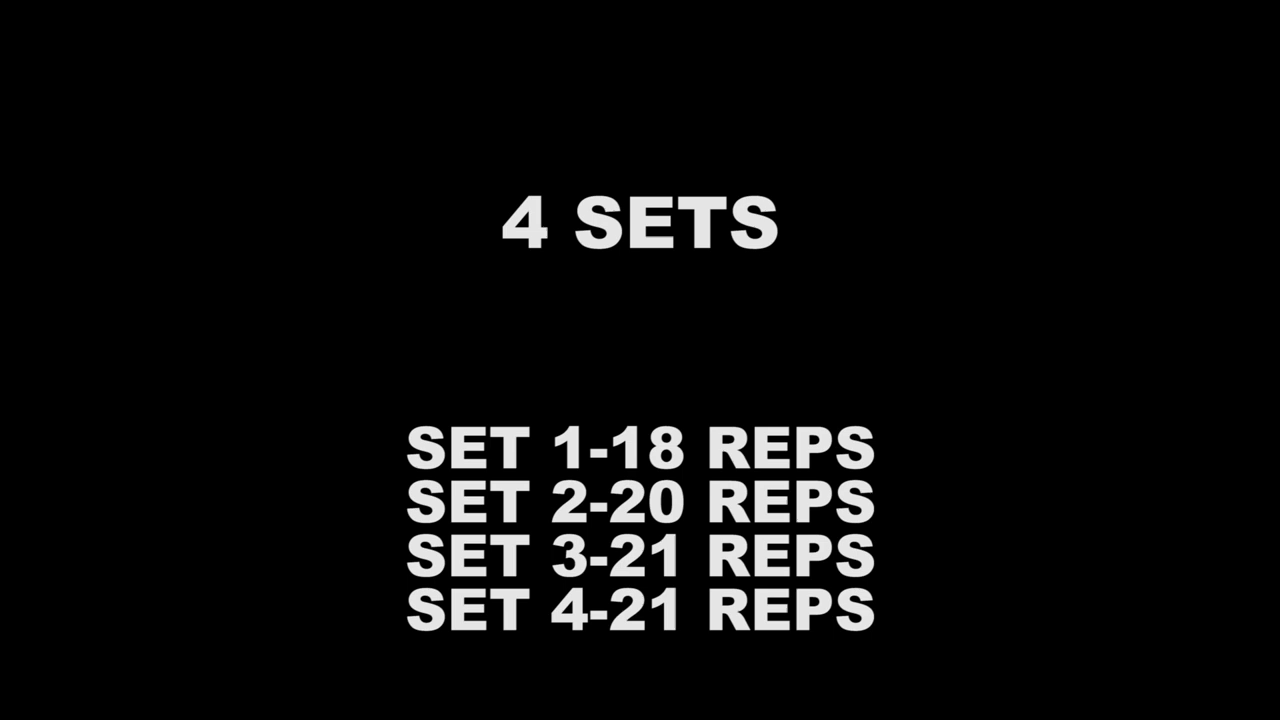 4 SETS
SET 1-18 REPS
SET 2-20 REPS
SET 3-21 REPS
SET 4-21 REPS